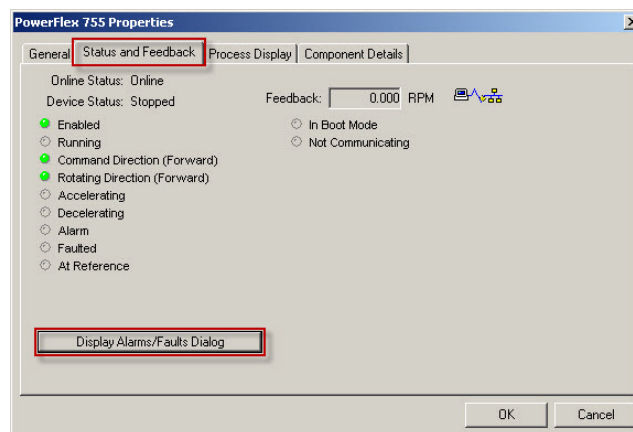 PowerFlex 755 Properties
General Status and Feedback Process Display Component Details
Online Status: Online
Device Status: Stopped
Feedback: 0.000 RPM
Enabled
In Boot Mode
Running
Not Communicating
Command Direction (Forward)
Rotating Direction (Forward)
Accelerating
Decelerating
Alarm
Faulted
At Reference
Display Alarms/Faults Dialog
OK Cancel